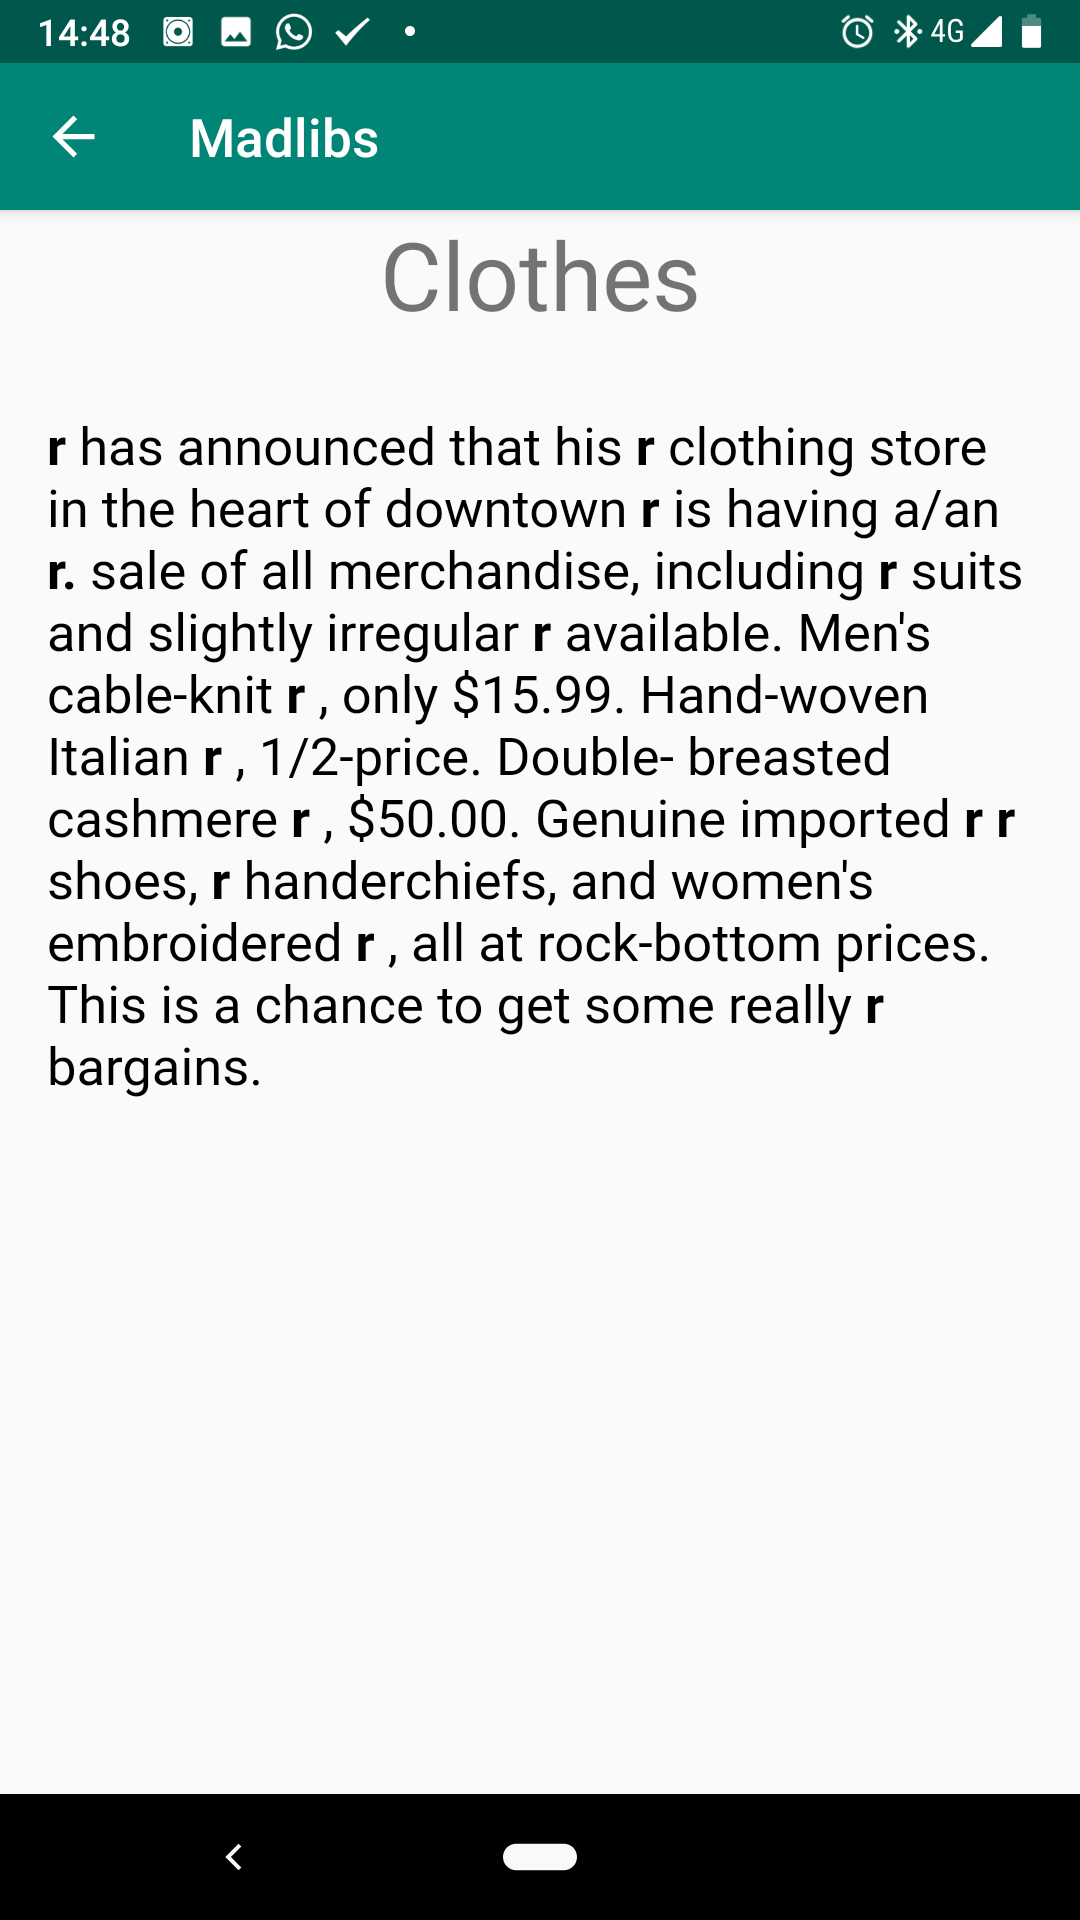 14:48 4G
Madlibs
Clothes
r has announced that his r clothing store
in the heart of downtown r is having a/an
r. sale of all merchandise, including r suits
and slightly irregular r available. Men's
cable-knit r , only $15.99. Hand-woven
Italian r , 1/2-price. Double- breasted
cashmere r , $50.00. Genuine imported r r
shoes, r handerchiefs, and women's
embroidered r , all at rock-bottom prices.
This is a chance to get some really r
bargains.